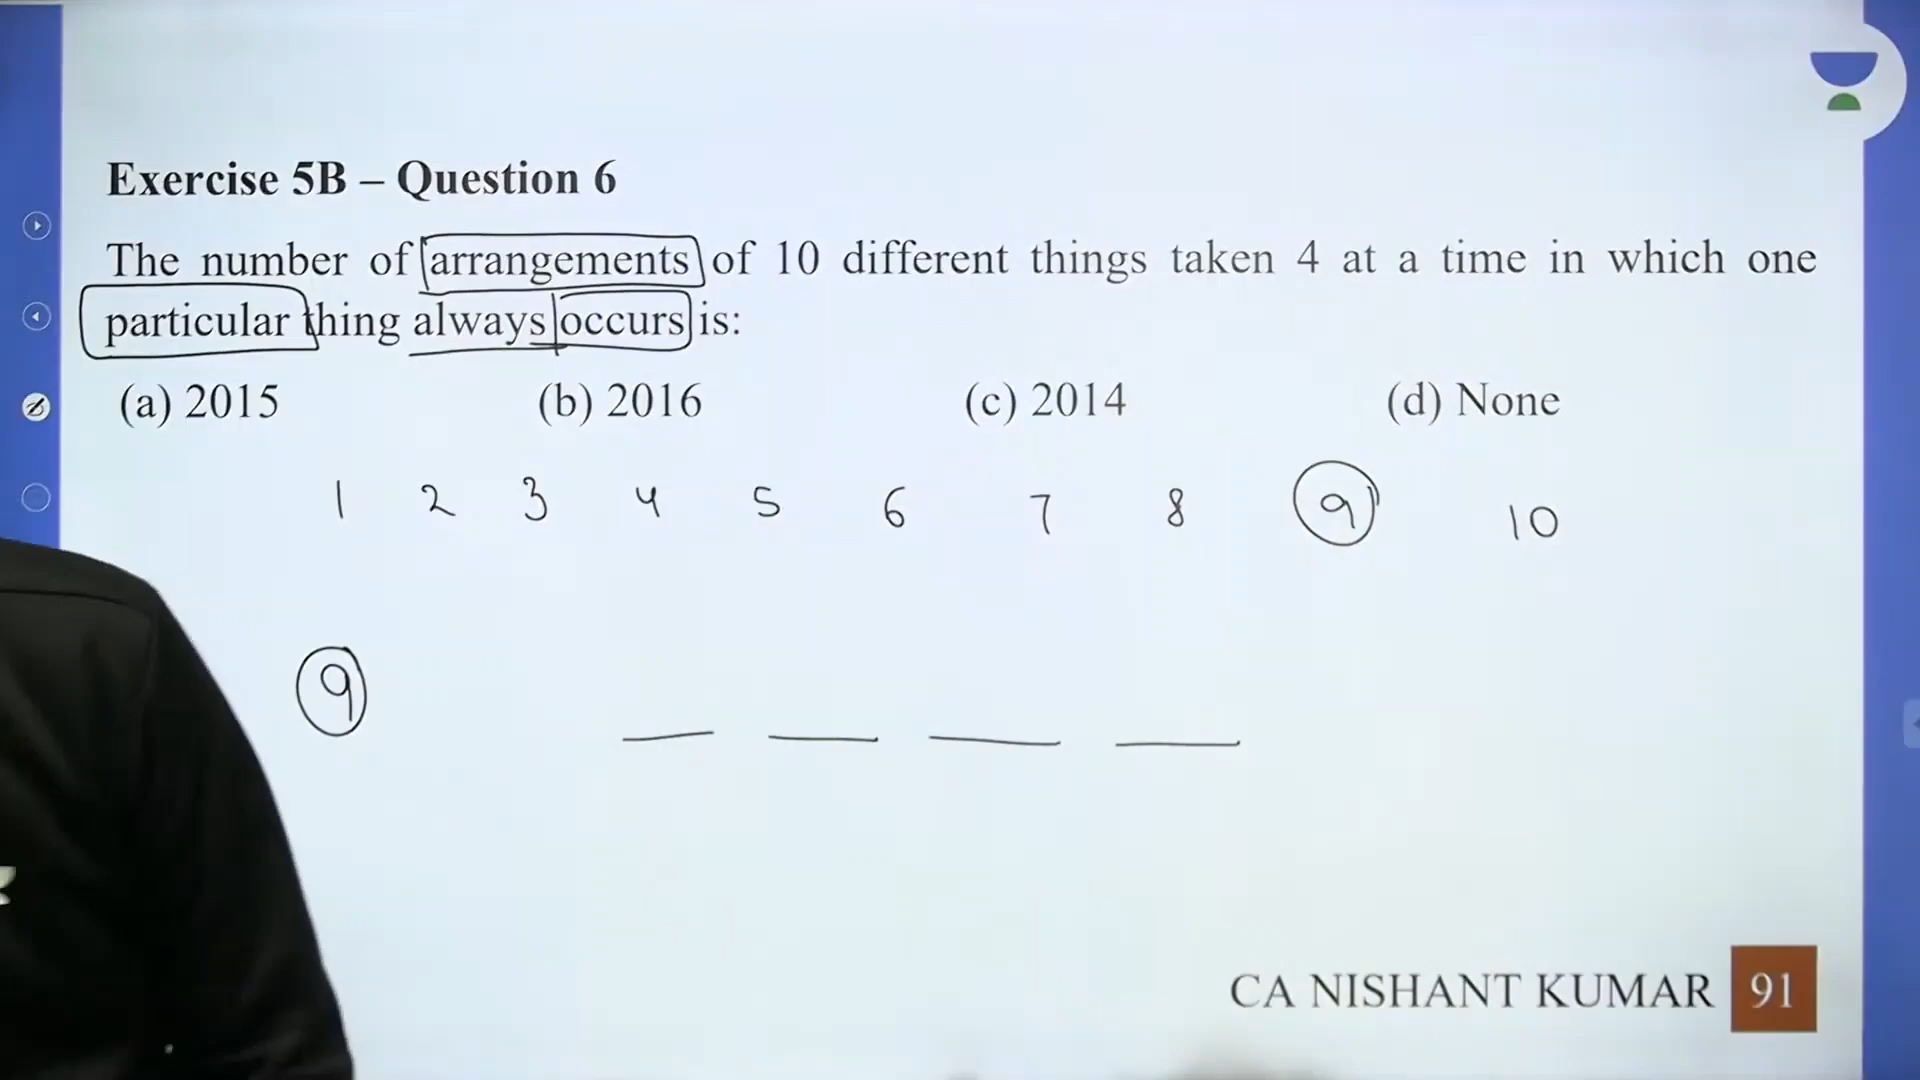 Exercise 5B – Question 6
The number of arrangements of 10 different things taken 4 at a time in which one
particular thing always occurs is:
(a) 2015 (b) 2016 (c) 2014 (d) None
1 2 3 4 5 6 7 8 9 10
9
CA NISHANT KUMAR 91